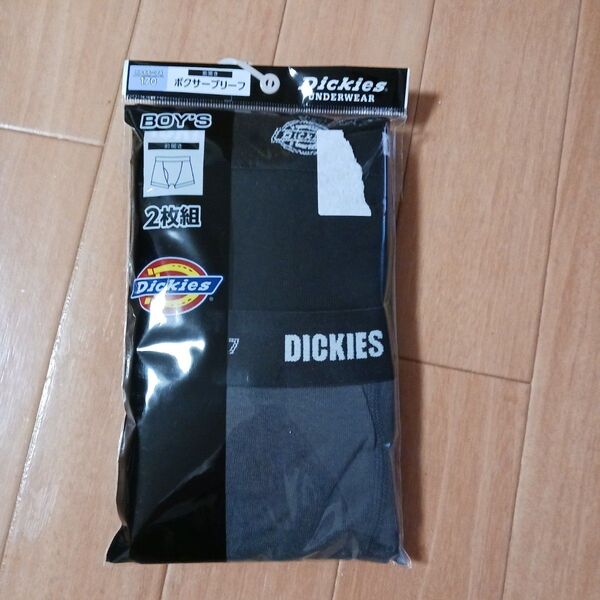 170
前開き
ボクサーブリーフ
Dickies
UNDERWEAR
BOY'S
前開き
2枚組
Dickies
DICKIES